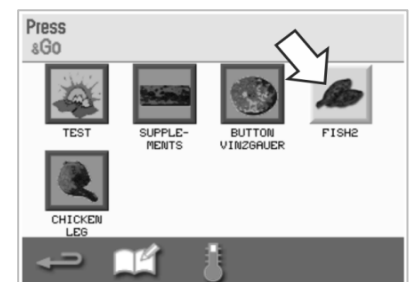 Press
&Go
TEST
SUPPLE-
MENTS
BUTTON
VINZGAUER
FISH2
CHICKEN
LEG